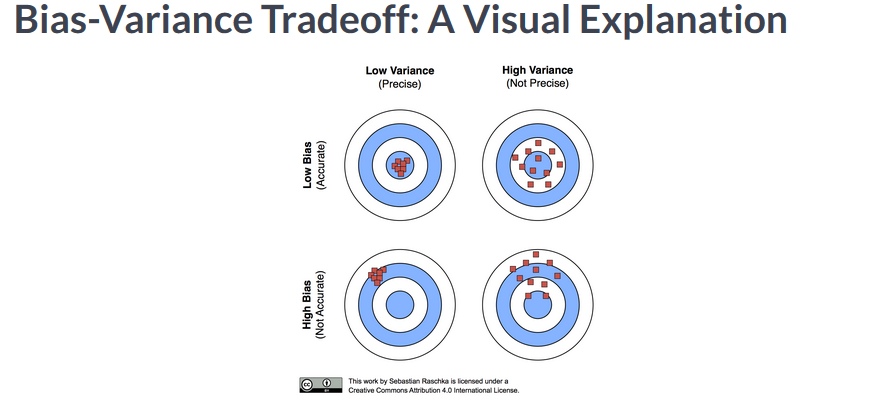 Bias-Variance Tradeoff: A Visual Explanation
Low Variance
(Precise)
High Variance
(Not Precise)
Low Bias
(Accurate)
High Bias
(Not Accurate)
cc
This work by Sebastian Raschka is licensed under a
Creative Commons Attribution 4.0 International License.